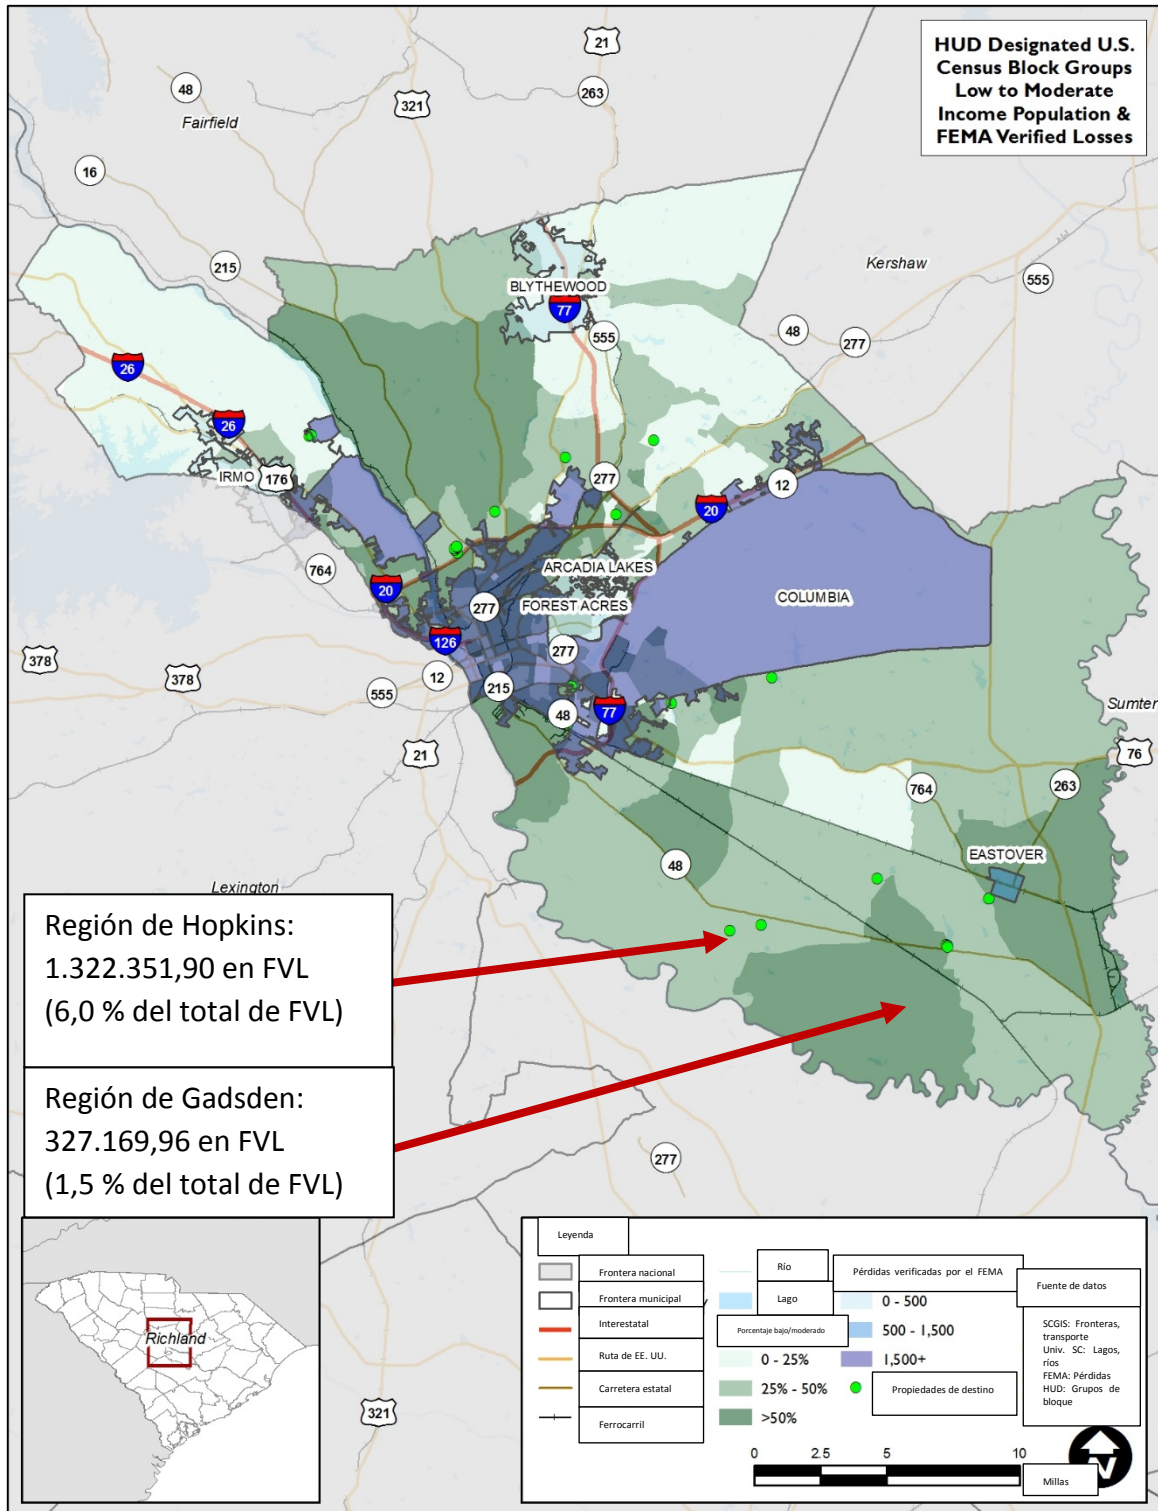 HUD Designated U.S.
Census Block Groups
Low to Moderate
Income Population &
FEMA Verified Losses
21
48
321
263
Fairfield
16
215
Kershaw
555
BLYTHEWOOD
77
48
555
277
26
26
IRMO
176
277
12
20
764
ARCADIA LAKES
20
277
FOREST ACRES
COLUMBIA
126
277
378
378
12
555
215
48
77
Sumter
21
76
764
263
48
EASTOVER
Lexington
Región de Hopkins:
1.322.351,90 en FVL
(6,0 % del total de FVL)
Región de Gadsden:
327.169,96 en FVL
(1,5 % del total de FVL)
277
321
Richland
Leyenda
Frontera nacional
Frontera municipal
Interestatal
Ruta de EE. UU.
Carretera estatal
Ferrocarril
Río
Lago
Porcentaje bajo/moderado
0 - 25%
25% - 50%
>50%
Pérdidas verificadas por el FEMA
0 - 500
500 - 1,500
1,500+
Propiedades de destino
Fuente de datos
SCGIS: Fronteras,
transporte
Univ. SC: Lagos,
ríos
FEMA: Pérdidas
HUD: Grupos de
bloque
0 2.5 5 10
Millas
N